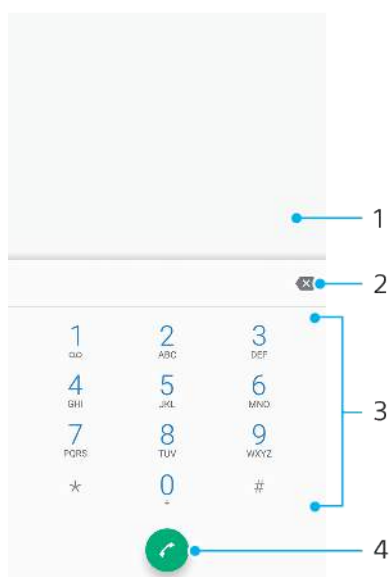 1
2
1 2 3
ABC DEF
4 5 6
GHI JKL MNO
3
7 8 9
PQRS TUV WXYZ
* 0 #
+
4